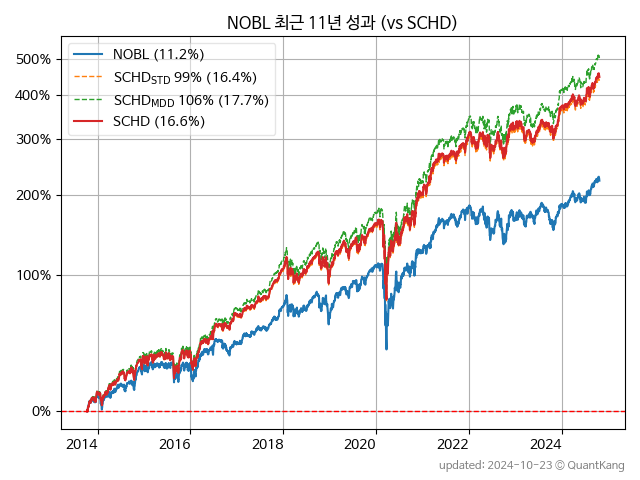 NOBL 최근 11년 성과 (vs SCHD)
NOBL (11.2%)
SCHD_STD 99% (16.4%)
SCHD_MDD 106% (17.7%)
SCHD (16.6%)
500%
400%
300%
200%
100%
0%
2014 2016 2018 2020 2022 2024
updated: 2024-10-23 © QuantKang